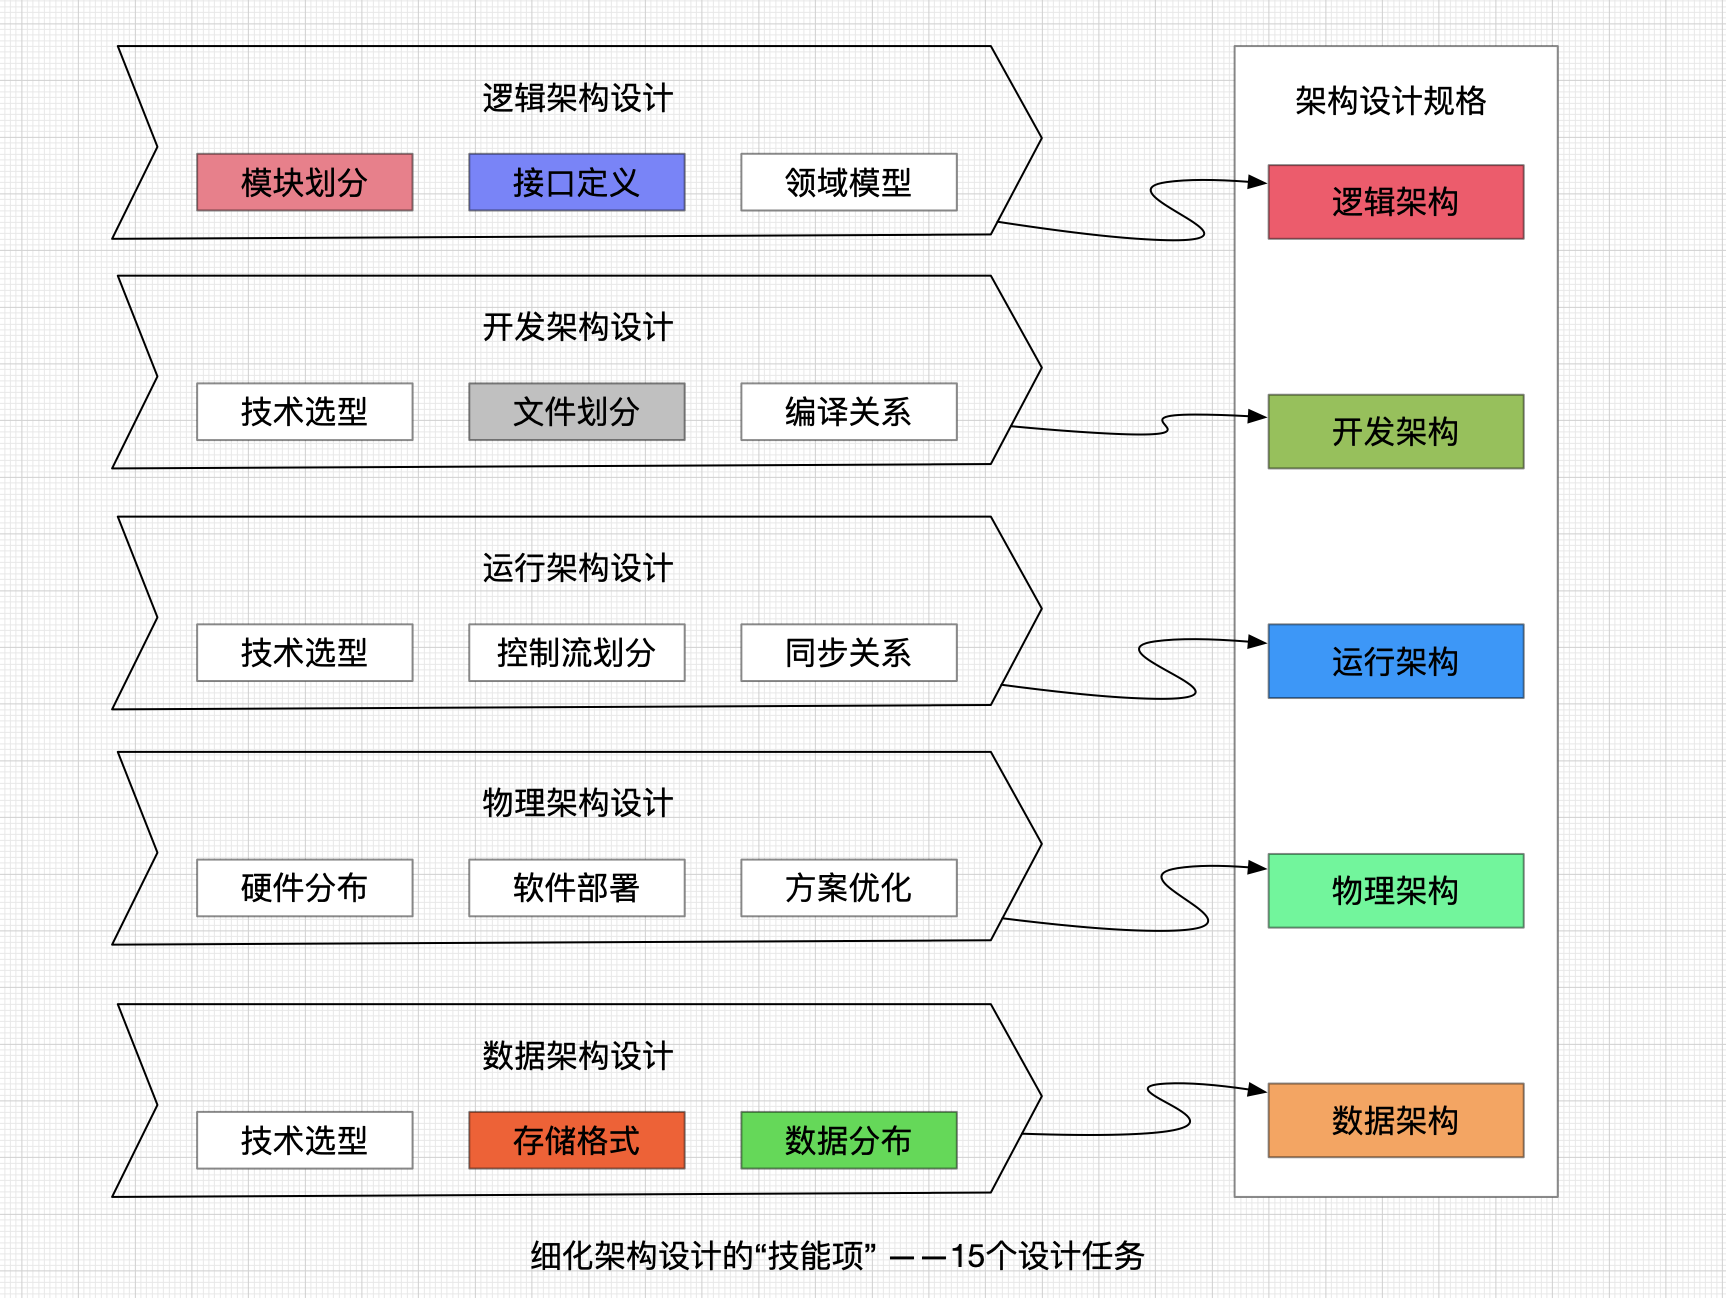 逻辑架构设计
模块划分
接口定义
领域模型
开发架构设计
技术选型
文件划分
编译关系
运行架构设计
技术选型
控制流划分
同步关系
物理架构设计
硬件分布
软件部署
方案优化
数据架构设计
技术选型
存储格式
数据分布
架构设计规格
逻辑架构
开发架构
运行架构
物理架构
数据架构
细化架构设计的“技能项” ——15个设计任务